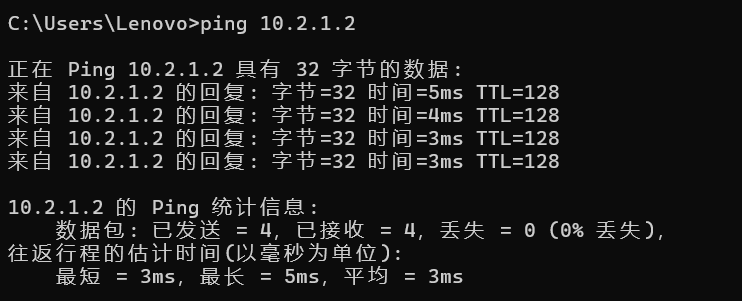 C:\Users\Lenovo>ping 10.2.1.2
正在 Ping 10.2.1.2 具有 32 字节的数据:
来自 10.2.1.2 的回复: 字节=32 时间=5ms TTL=128
来自 10.2.1.2 的回复: 字节=32 时间=4ms TTL=128
来自 10.2.1.2 的回复: 字节=32 时间=3ms TTL=128
来自 10.2.1.2 的回复: 字节=32 时间=3ms TTL=128
10.2.1.2 的 Ping 统计信息:
    数据包: 已发送 = 4, 已接收 = 4, 丢失 = 0 (0% 丢失),
往返行程的估计时间(以毫秒为单位):
    最短 = 3ms, 最长 = 5ms, 平均 = 3ms